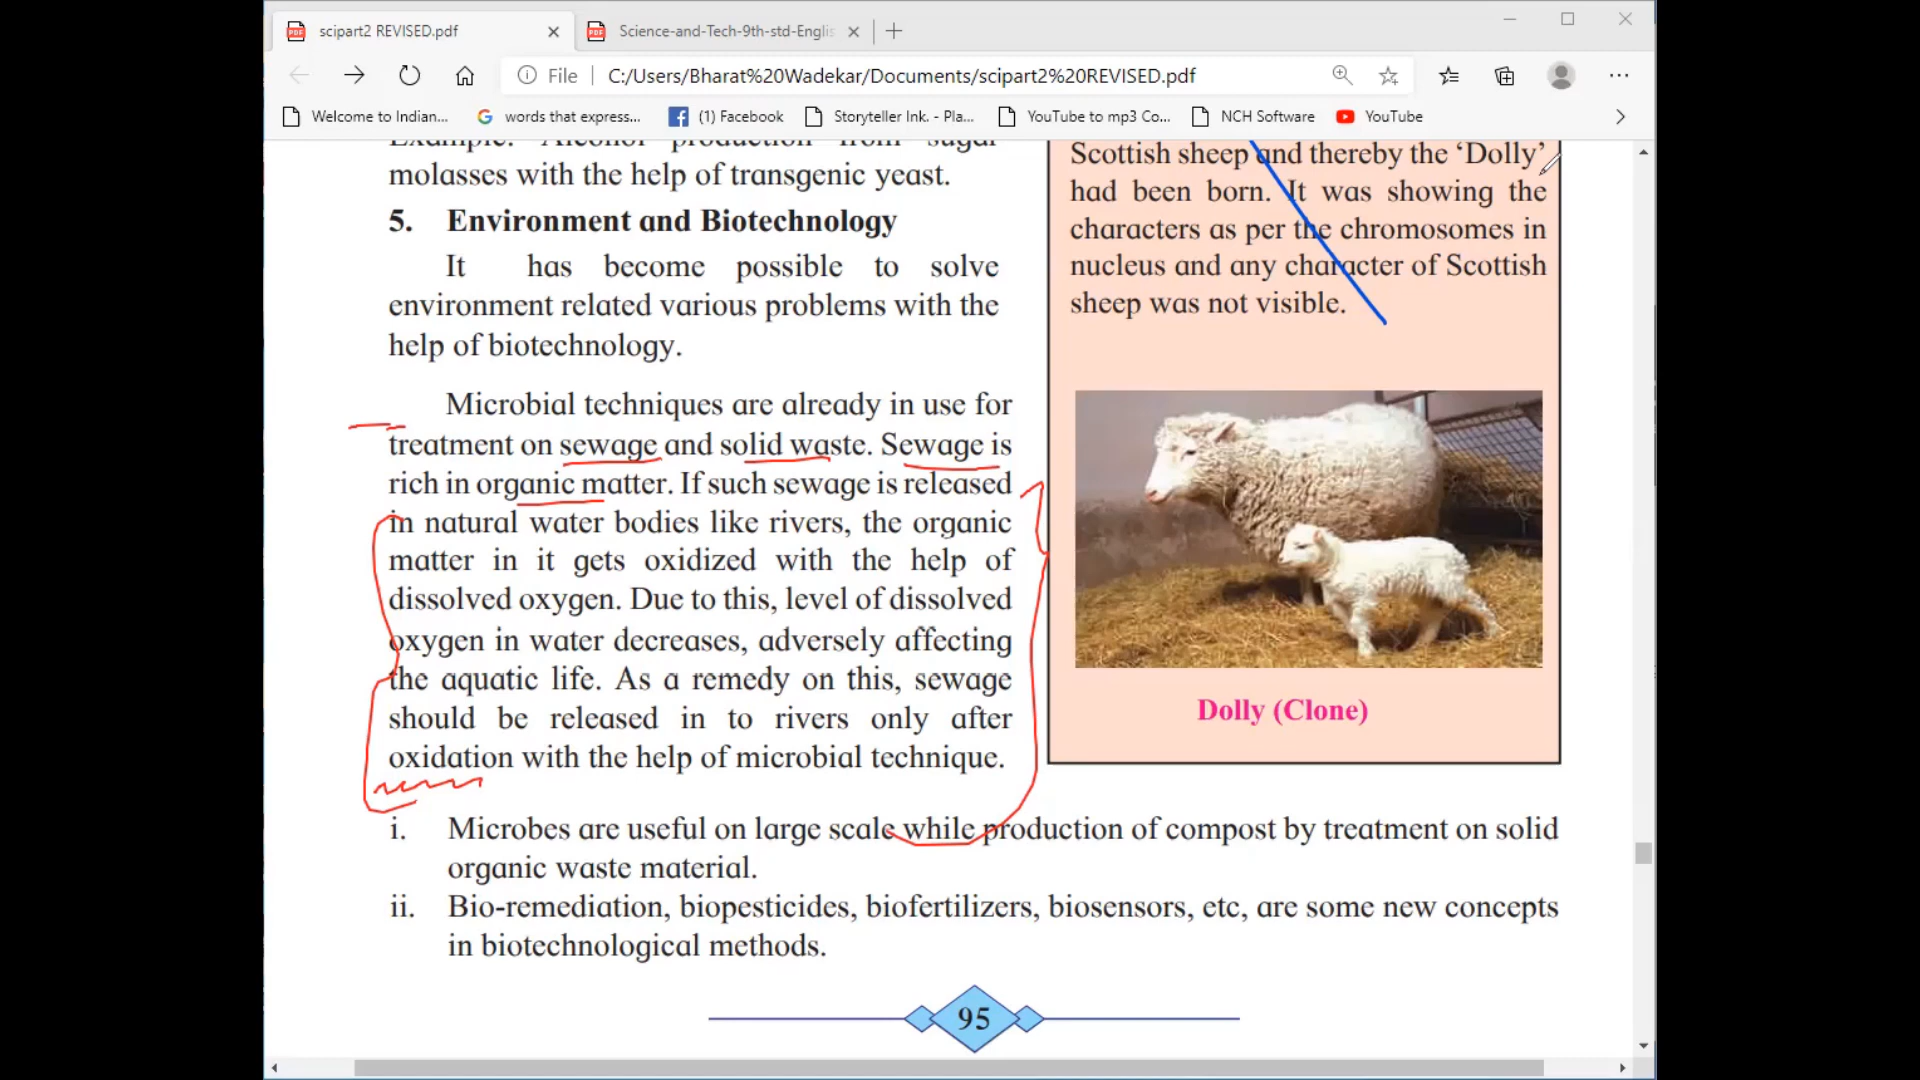 scipart2 REVISED.pdf
Science-and-Tech-9th-std-Englis
File
C:/Users/Bharat%20Wadekar/Documents/scipart2%20REVISED.pdf
Welcome to Indian...
words that express...
(1) Facebook
Storyteller Ink. - Pla...
YouTube to mp3 Co...
NCH Software
YouTube
Example: Alcohol production from sugar
molasses with the help of transgenic yeast.
5. Environment and Biotechnology
It has become possible to solve
environment related various problems with the
help of biotechnology.
Microbial techniques are already in use for
treatment on sewage and solid waste. Sewage is
rich in organic matter. If such sewage is released
in natural water bodies like rivers, the organic
matter in it gets oxidized with the help of
dissolved oxygen. Due to this, level of dissolved
oxygen in water decreases, adversely affecting
the aquatic life. As a remedy on this, sewage
should be released in to rivers only after
oxidation with the help of microbial technique.
Scottish sheep and thereby the ‘Dolly’
had been born. It was showing the
characters as per the chromosomes in
nucleus and any character of Scottish
sheep was not visible.
Dolly (Clone)
i. Microbes are useful on large scale while production of compost by treatment on solid
organic waste material.
ii. Bio-remediation, biopesticides, biofertilizers, biosensors, etc, are some new concepts
in biotechnological methods.
95